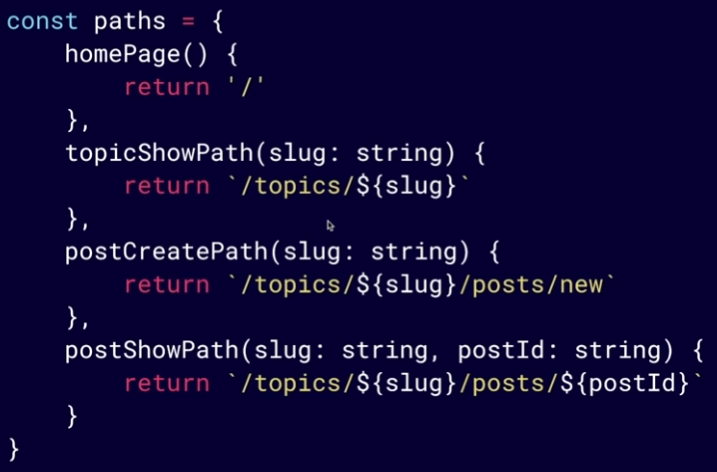 const paths = {
    homePage() {
        return '/'
    },
    topicShowPath(slug: string) {
        return `/topics/${slug}`
    },
    postCreatePath(slug: string) {
        return `/topics/${slug}/posts/new`
    },
    postShowPath(slug: string, postId: string) {
        return `/topics/${slug}/posts/${postId}`
    }
}